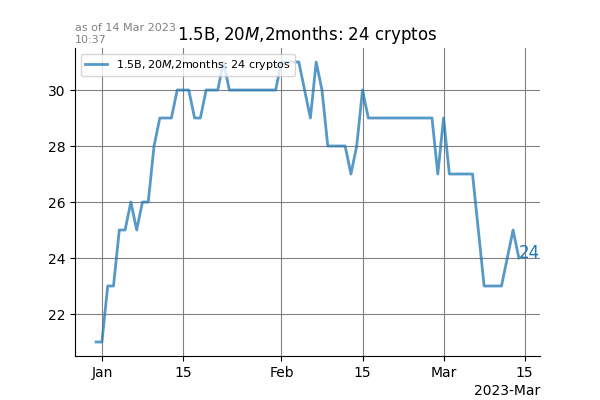 as of 14 Mar 2023
10:37
1.5B, 20M,2months: 24 cryptos
1.5B, 20M,2months: 24 cryptos
30
28
26
24
22
24
Jan
15
Feb
15
Mar
15
2023-Mar